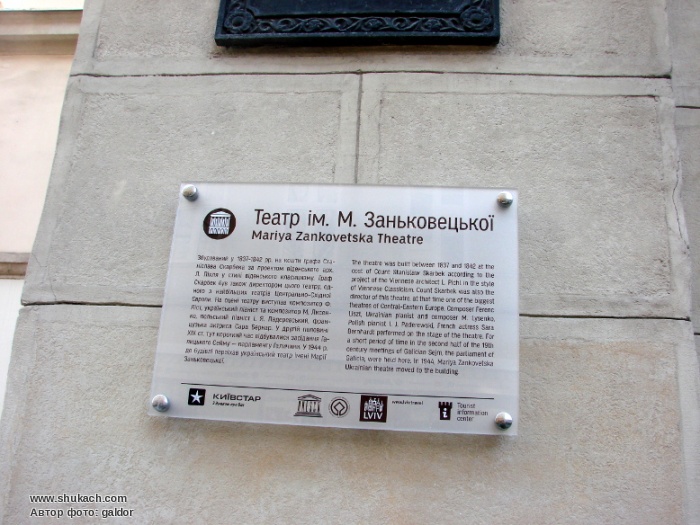 Театр ім. М. Заньковецької
Mariya Zankovetska Theatre
Збудований у 1837-1842 рр. на кошти графа Ста-
ніслава Скарбека за проектом віденського арх.
Л. Піхля у стилі віденського класицизму. Граф
Скарбек був також директором цього театру, од-
ного з найбільших театрів Центрально-Східної
Європи. На сцені театру виступав композитор Ф.
Ліст, український піаніст та композитор М. Лисен-
ко, польський піаніст І. Я. Падеревський, фран-
цузька актриса Сара Бернар. У другій половині
XIX ст. тут короткий час відбувалися засідання Га-
лицького Сейму – парламенту Галичини. У 1944 р.
до будівлі переїхав український театр імені Марії
Заньковецької.
The theatre was built between 1837 and 1842 at the
cost of Count Stanislaw Skarbek according to the
project of the Viennese architect L. Pichl in the style
of Viennese Classicism. Count Skarbek was also the
director of this theatre, at that time one of the biggest
theatres of Central-Eastern Europe. Composer Ferenc
Liszt, Ukrainian pianist and composer M. Lysenko,
Polish pianist I. J. Paderewski, French actress Sara
Bernhardt performed on the stage of the theatre. For
a short period of time in the second half of the 19th
century meetings of Galician Sejm, the parliament of
Galicia, were held here. In 1944, Mariya Zankovetska
Ukrainian theatre moved to the building.
КИЇВСТАР
LVIV
Tourist
information
center
www.shukach.com
Автор фото: galdor